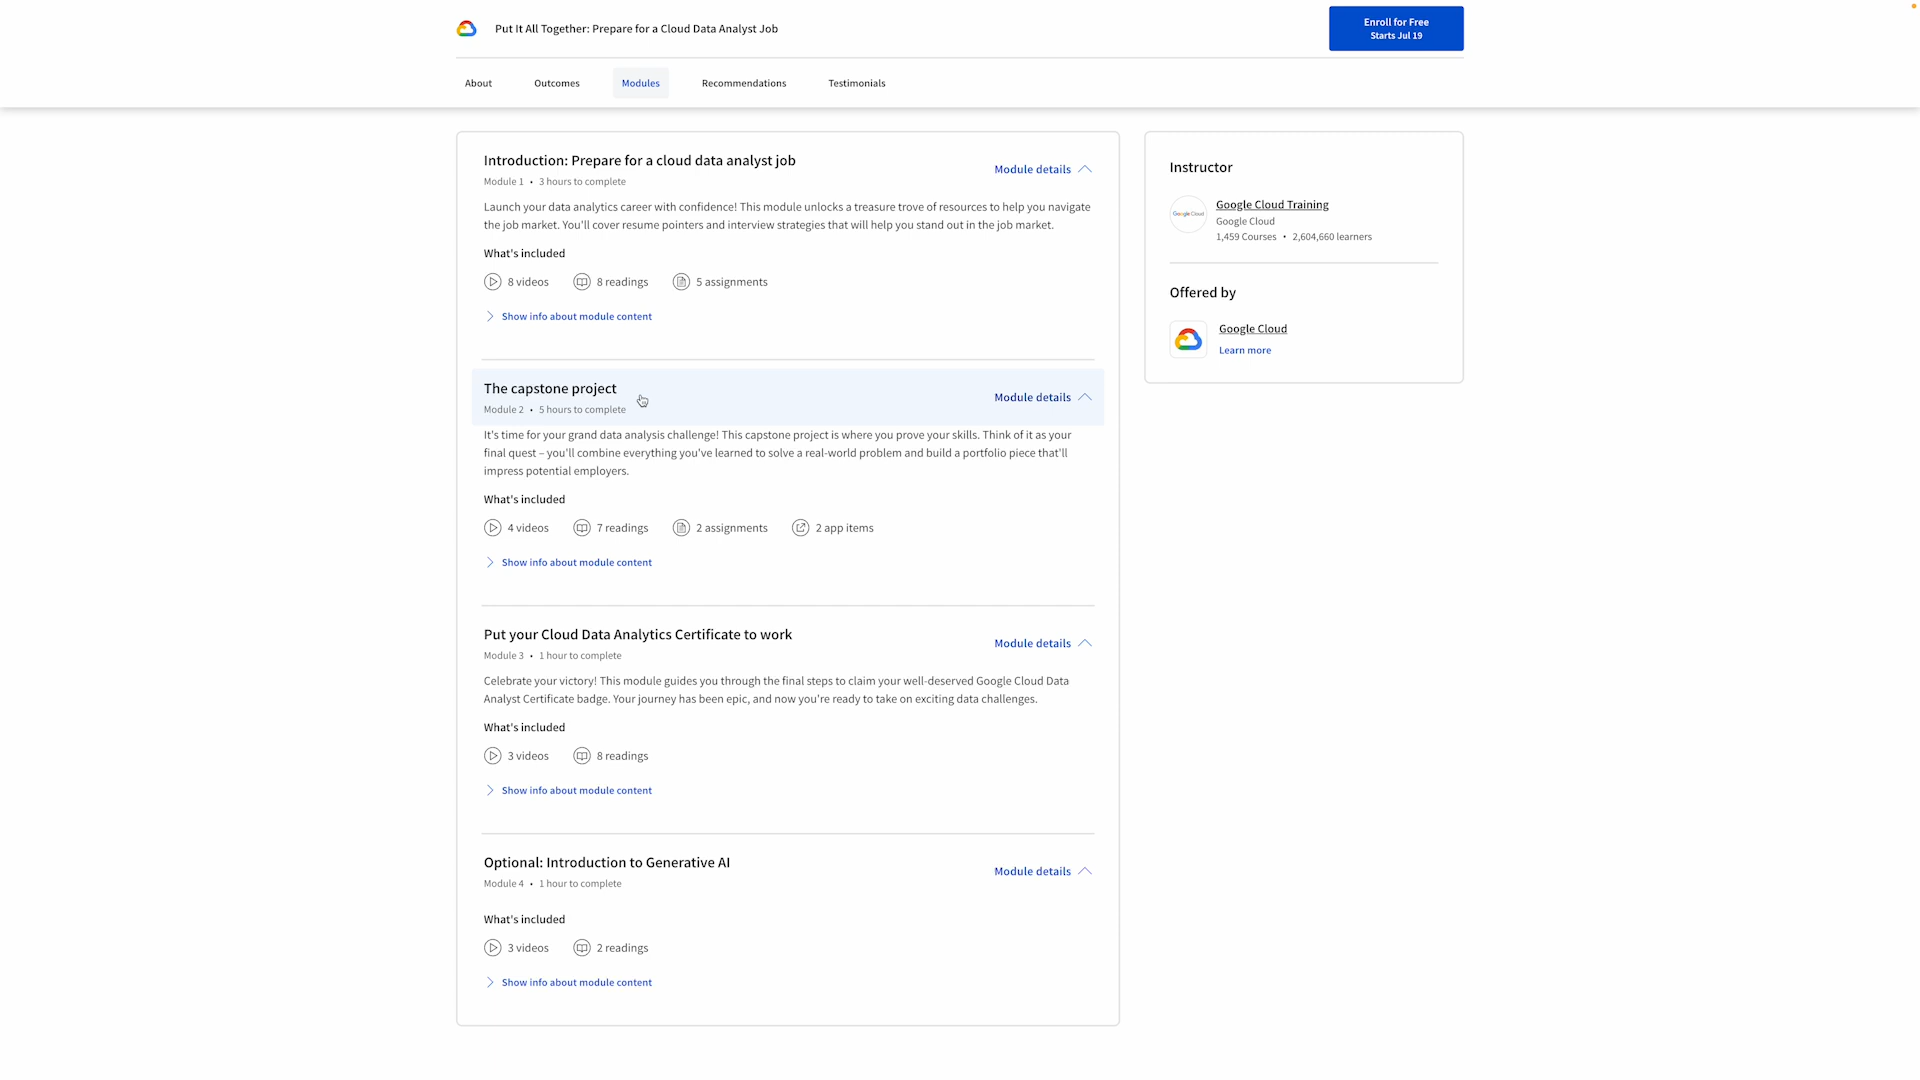 Put It All Together: Prepare for a Cloud Data Analyst Job
Enroll for Free
Starts Jul 19
About
Outcomes
Modules
Recommendations
Testimonials
Introduction: Prepare for a cloud data analyst job
Module 1 • 3 hours to complete
Module details
Launch your data analytics career with confidence! This module unlocks a treasure trove of resources to help you navigate
the job market. You'll cover resume pointers and interview strategies that will help you stand out in the job market.
What's included
8 videos
8 readings
5 assignments
Show info about module content
The capstone project
Module 2 • 5 hours to complete
Module details
It's time for your grand data analysis challenge! This capstone project is where you prove your skills. Think of it as your
final quest – you'll combine everything you've learned to solve a real-world problem and build a portfolio piece that'll
impress potential employers.
What's included
4 videos
7 readings
2 assignments
2 app items
Show info about module content
Put your Cloud Data Analytics Certificate to work
Module 3 • 1 hour to complete
Module details
Celebrate your victory! This module guides you through the final steps to claim your well-deserved Google Cloud Data
Analyst Certificate badge. Your journey has been epic, and now you're ready to take on exciting data challenges.
What's included
3 videos
8 readings
Show info about module content
Optional: Introduction to Generative AI
Module 4 • 1 hour to complete
Module details
What's included
3 videos
2 readings
Show info about module content
Instructor
Google Cloud
Google Cloud Training
Google Cloud
1,459 Courses • 2,604,660 learners
Offered by
Google Cloud
Learn more